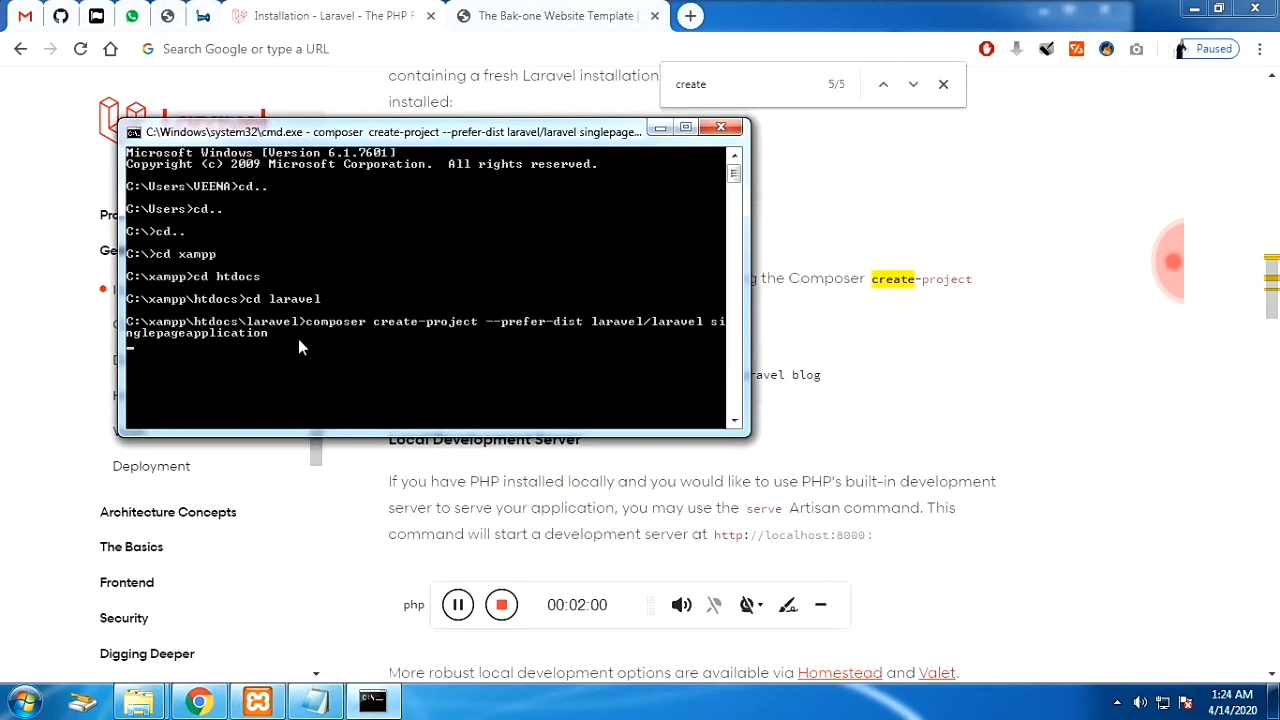 Installation - Laravel - The PHP F
The Bak-one Website Template |
Search Google or type a URL
Paused
containing a fresh Laravel installation
installed:
create
5/5
C:\Windows\system32\cmd.exe - composer create-project --prefer-dist laravel/laravel singlepage...
Microsoft Windows [Version 6.1.7601]
Copyright (c) 2009 Microsoft Corporation. All rights reserved.
C:\Users\VEENA>cd..
C:\Users>cd..
C:\>cd..
C:\>cd xampp
C:\xampp>cd htdocs
C:\xampp\htdocs>cd laravel
C:\xampp\htdocs\laravel>composer create-project --prefer-dist laravel/laravel si
nglepageapplication
Pro
Ge
g the Composer create-project
ravel blog
Deployment
Architecture Concepts
The Basics
Frontend
Security
Digging Deeper
Local Development Server
If you have PHP installed locally and you would like to use PHP's built-in development
server to serve your application, you may use the serve Artisan command. This
command will start a development server at http://localhost:8000:
php
00:02:00
More robust local development options are available via Homestead and Valet.
1:24 AM
4/14/2020